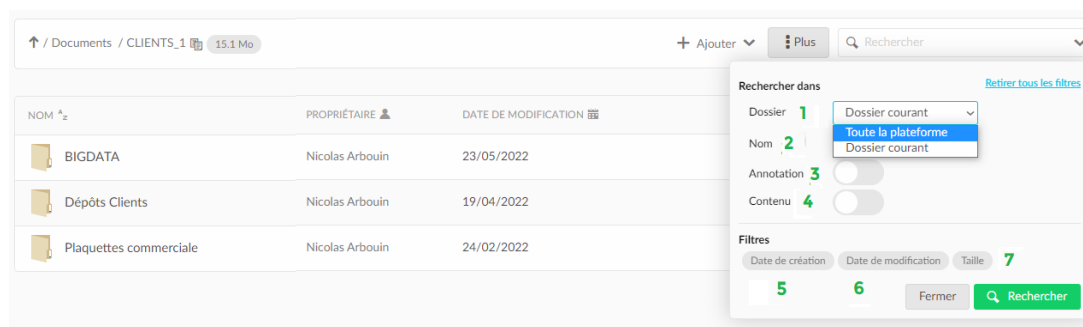 / Documents / CLIENTS_1 15.1 Mo
+ Ajouter Plus Rechercher
NOM PROPRIÉTAIRE DATE DE MODIFICATION
BIGDATA Nicolas Arbouin 23/05/2022
Dépôts Clients Nicolas Arbouin 19/04/2022
Plaquettes commerciale Nicolas Arbouin 24/02/2022
Rechercher dans Retirer tous les filtres
Dossier 1 Dossier courant
Toute la plateforme
Nom 2 Dossier courant
Annotation 3
Contenu 4
Filtres
Date de création Date de modification Taille 7
5 6
Fermer Rechercher